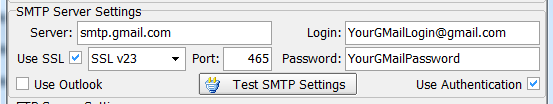 SMTP Server Settings
Server: smtp.gmail.com Login: YourGMailLogin@gmail.com
Use SSL SSL v23 Port: 465 Password: YourGMailPassword
Use Outlook Test SMTP Settings Use Authentication